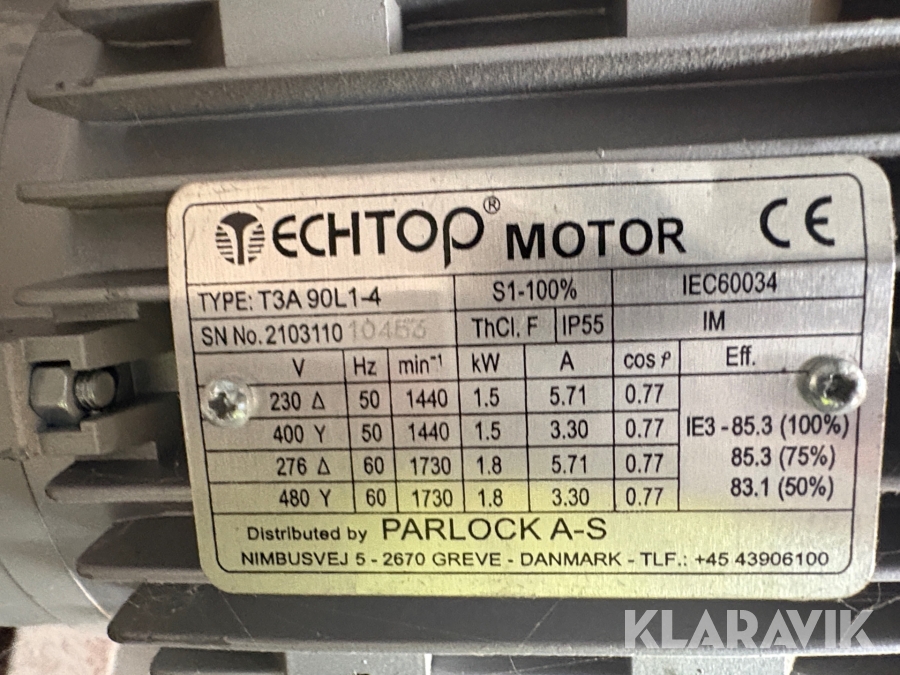 TECHTOP® MOTOR CE
TYPE: T3A 90L1-4 S1-100% IEC60034
SN No. 2103110 10453 ThCl. F IP55 IM
V Hz min⁻¹ kW A cos φ Eff.
230 Δ 50 1440 1.5 5.71 0.77
400 Y 50 1440 1.5 3.30 0.77 IE3 - 85.3 (100%)
276 Δ 60 1730 1.8 5.71 0.77 85.3 (75%)
480 Y 60 1730 1.8 3.30 0.77 83.1 (50%)
Distributed by PARLOCK A-S
NIMBUSVEJ 5 - 2670 GREVE - DANMARK - TLF.: +45 43906100
KLARAVIK